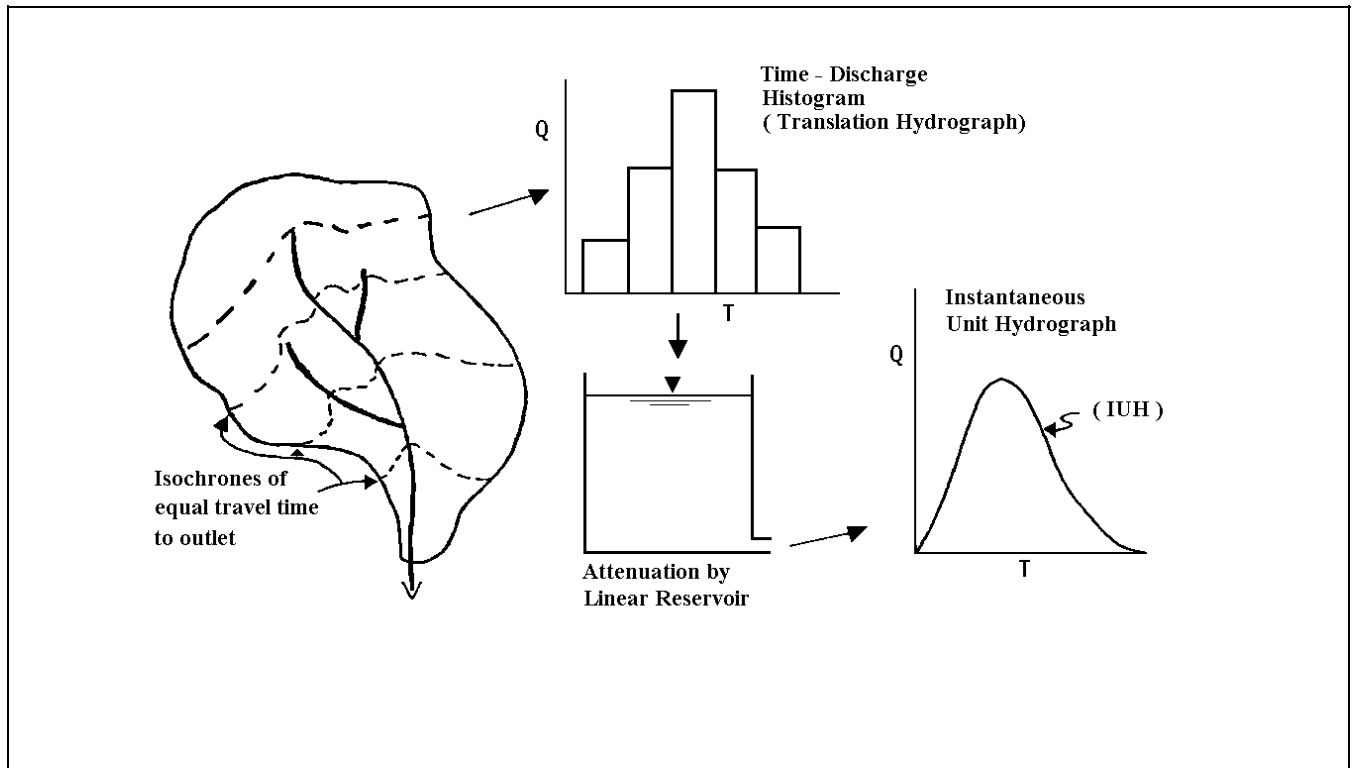 Time - Discharge
Histogram
( Translation Hydrograph)
Q
T
Instantaneous
Unit Hydrograph
Q
( IUH )
T
Isochrones of
equal travel time
to outlet
Attenuation by
Linear Reservoir